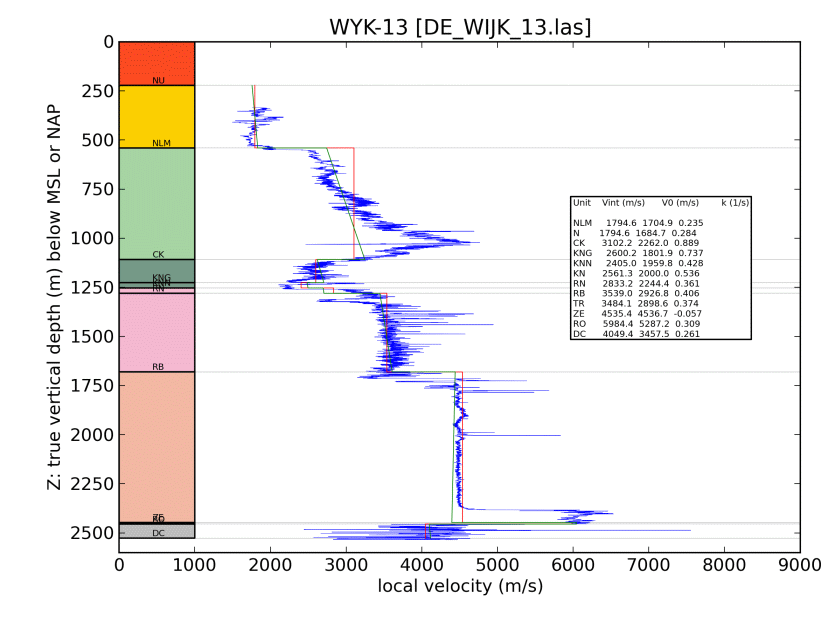 WYK-13 [DE_WIJK_13.las]
0
250
500
750
1000
1250
1500
1750
2000
2250
2500
Z: true vertical depth (m) below MSL or NAP
NU
NLM
CK
KNG
RN
RB
ZE
RO
DC
Unit Vint (m/s) V0 (m/s) k (1/s)
NLM 1794.6 1704.9 0.235
N 1794.6 1684.7 0.284
CK 3102.2 2262.0 0.889
KNG 2600.2 1801.9 0.737
KNN 2405.0 1959.8 0.428
KN 2561.3 2000.0 0.536
RN 2833.2 2244.4 0.361
RB 3539.0 2926.8 0.406
TR 3484.1 2898.6 0.374
ZE 4535.4 4536.7 -0.057
RO 5984.4 5287.2 0.309
DC 4049.4 3457.5 0.261
0 1000 2000 3000 4000 5000 6000 7000 8000 9000
local velocity (m/s)